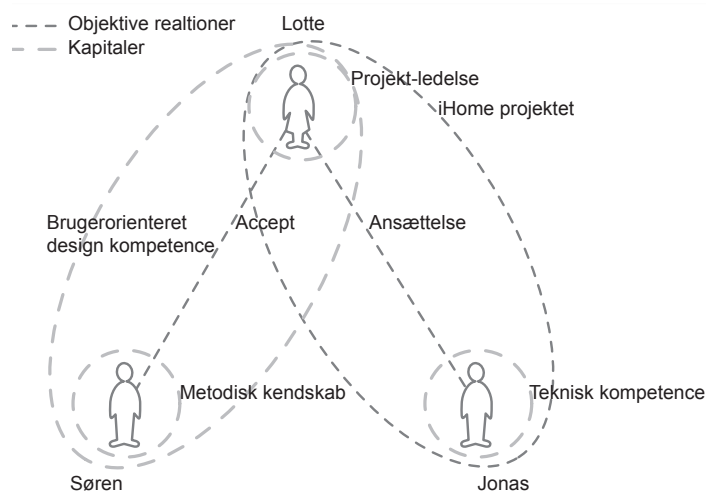 Objektive realtioner
Kapitaler
Lotte
Projekt-ledelse
iHome projektet
Brugerorienteret
design kompetence
Accept
Ansættelse
Metodisk kendskab
Teknisk kompetence
Søren
Jonas